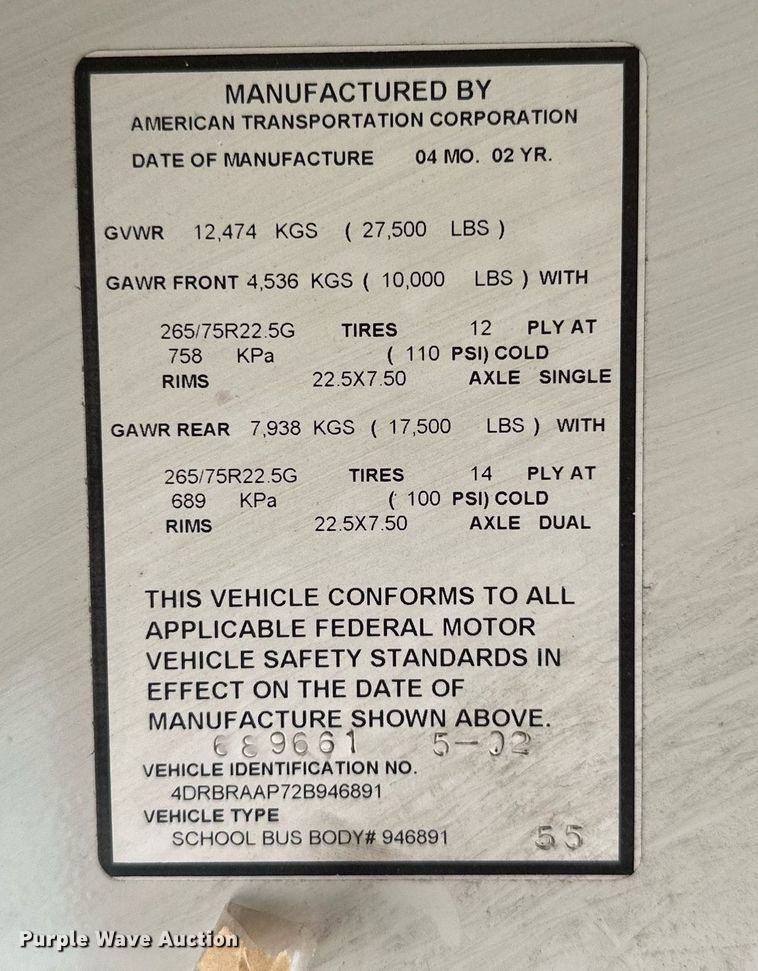 MANUFACTURED BY
AMERICAN TRANSPORTATION CORPORATION
DATE OF MANUFACTURE 04 MO. 02 YR.
GVWR 12,474 KGS ( 27,500 LBS )
GAWR FRONT 4,536 KGS ( 10,000 LBS ) WITH
265/75R22.5G TIRES 12 PLY AT
758 KPa ( 110 PSI) COLD
RIMS 22.5X7.50 AXLE SINGLE
GAWR REAR 7,938 KGS ( 17,500 LBS ) WITH
265/75R22.5G TIRES 14 PLY AT
689 KPa ( 100 PSI) COLD
RIMS 22.5X7.50 AXLE DUAL
THIS VEHICLE CONFORMS TO ALL
APPLICABLE FEDERAL MOTOR
VEHICLE SAFETY STANDARDS IN
EFFECT ON THE DATE OF
MANUFACTURE SHOWN ABOVE.
689661 5-02
VEHICLE IDENTIFICATION NO.
4DRBRAAP72B946891
VEHICLE TYPE
SCHOOL BUS BODY# 946891 55
Purple Wave Auction